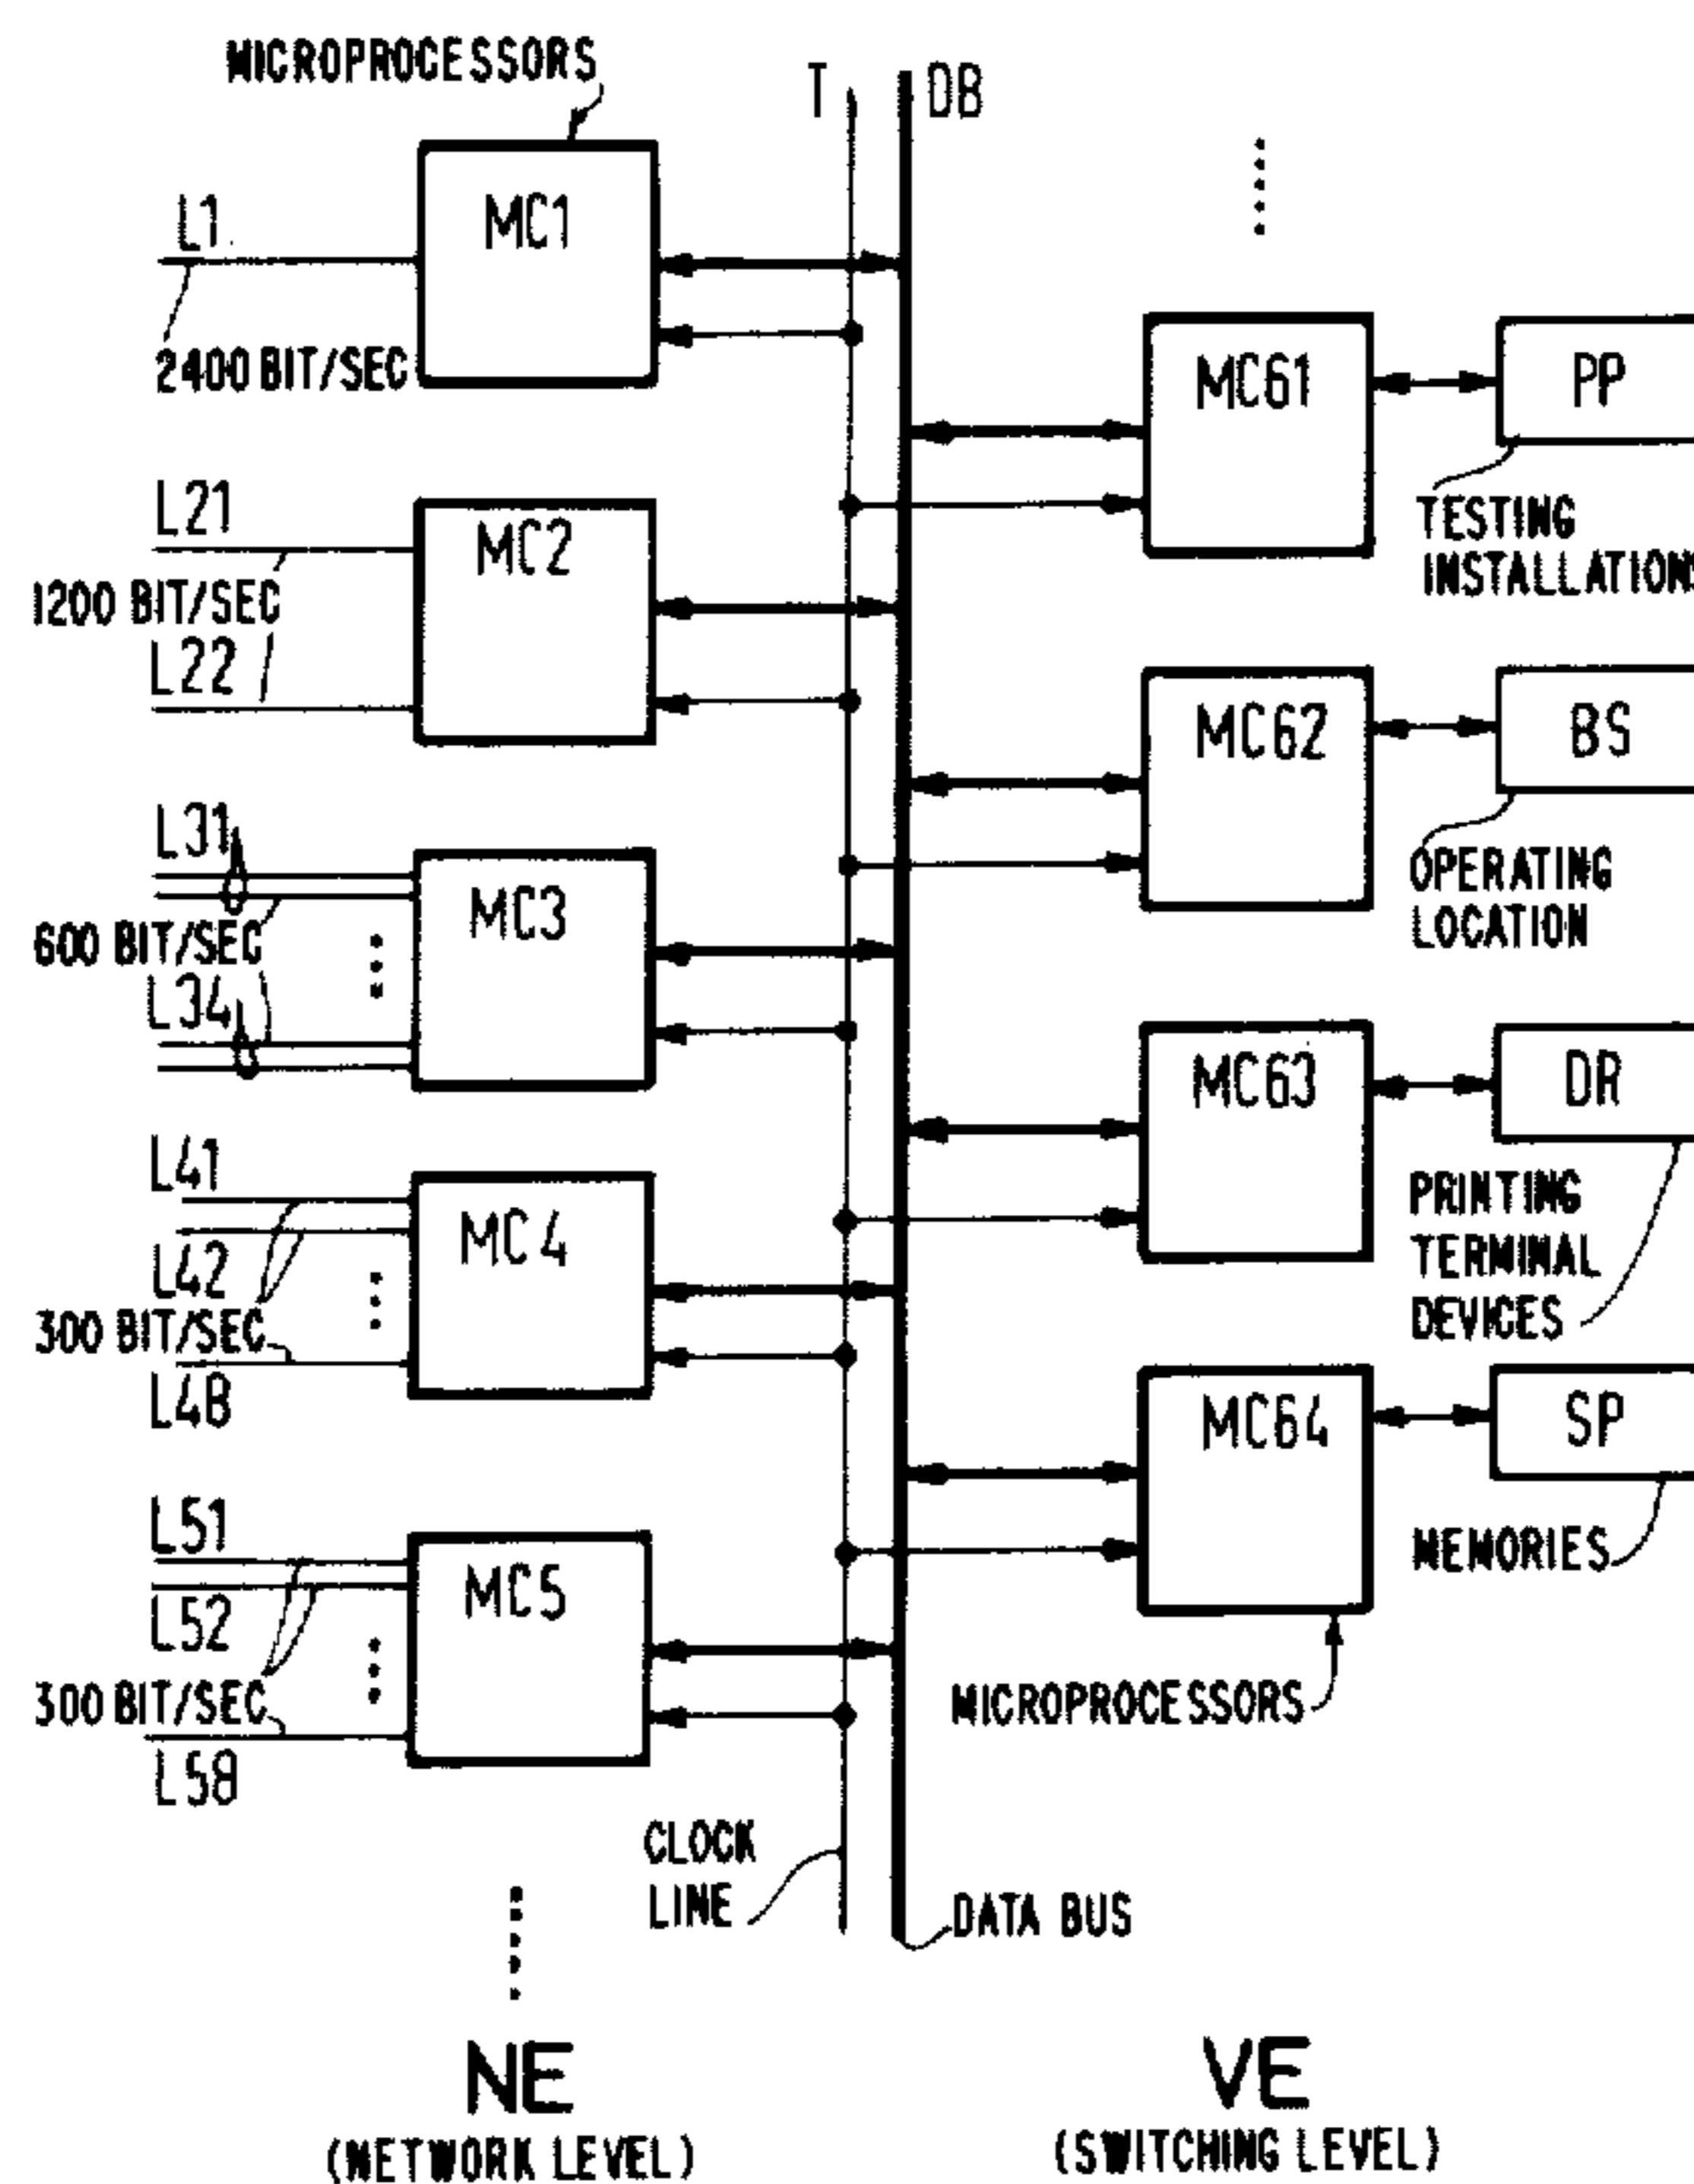 MICROPROCESSORS
T
DB
L1
MC1
2400 BIT/SEC
MC61
PP
TESTING
INSTALLATIONS
L21
MC2
1200 BIT/SEC
L22
MC62
BS
OPERATING
LOCATION
L31
MC3
600 BIT/SEC
L34
MC63
DR
PRINTING
TERMINAL
DEVICES
L41
MC4
L42
300 BIT/SEC
L48
MC64
SP
MEMORIES
L51
MC5
L52
300 BIT/SEC
L58
MICROPROCESSORS
CLOCK
LINE
DATA BUS
NE
(NETWORK LEVEL)
VE
(SWITCHING LEVEL)